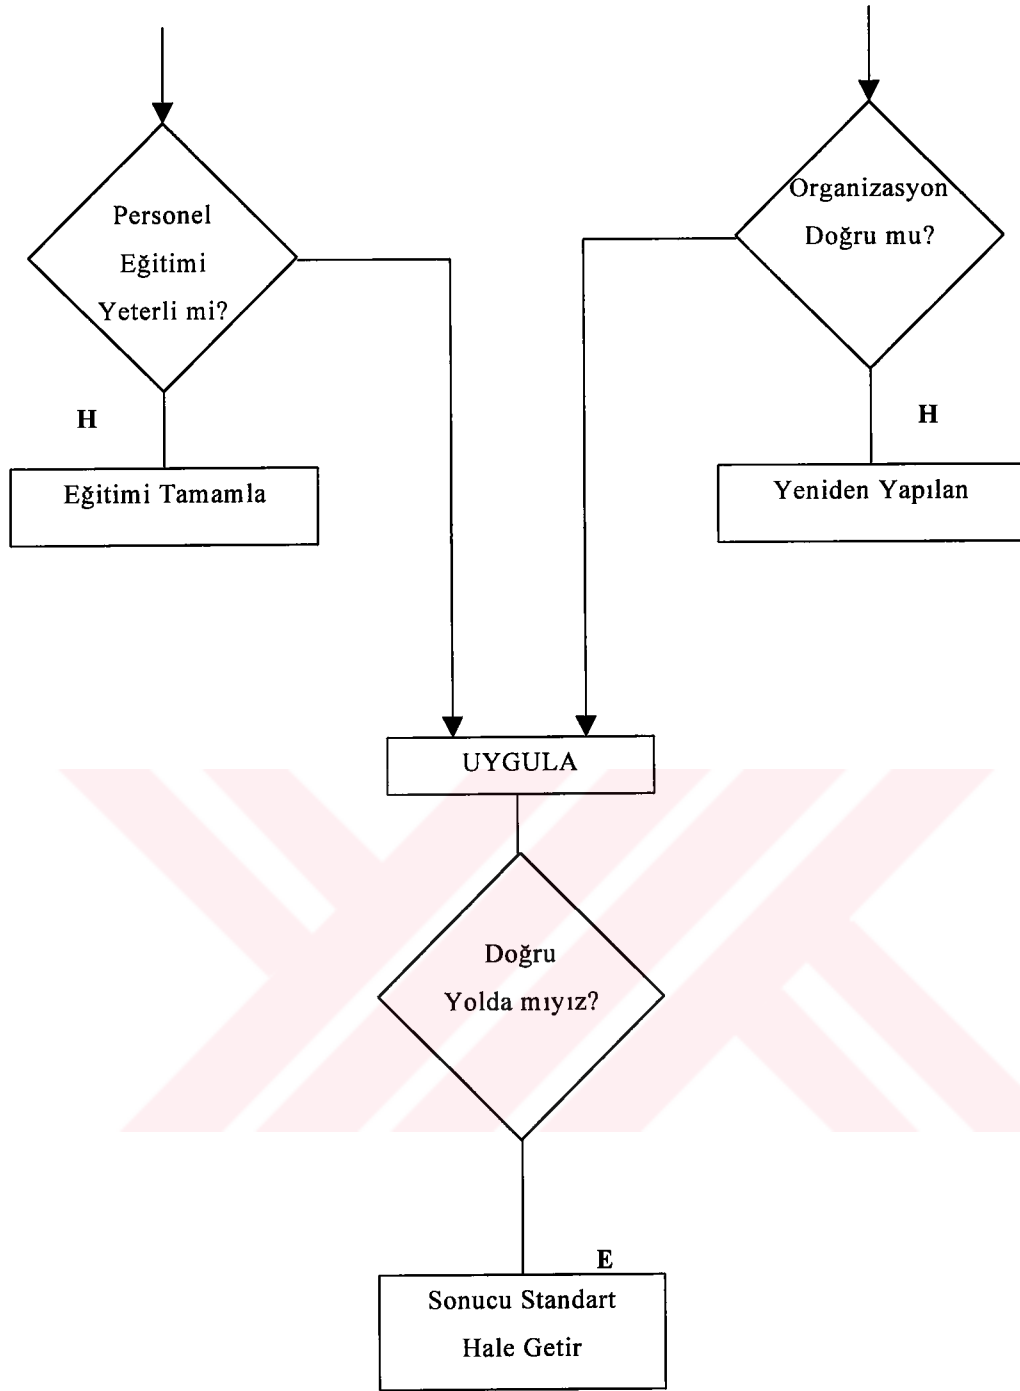 Personel
Eğitimi
Yeterli mi?
H
Eğitimi Tamamla
Organizasyon
Doğru mu?
H
Yeniden Yapılan
UYGULA
Doğru
Yolda mıyız?
E
Sonucu Standart
Hale Getir